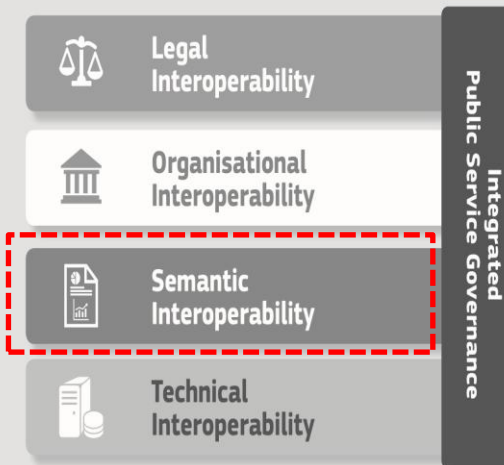 Legal
Interoperability
Organisational
Interoperability
Semantic
Interoperability
Technical
Interoperability
Integrated
Public Service Governance